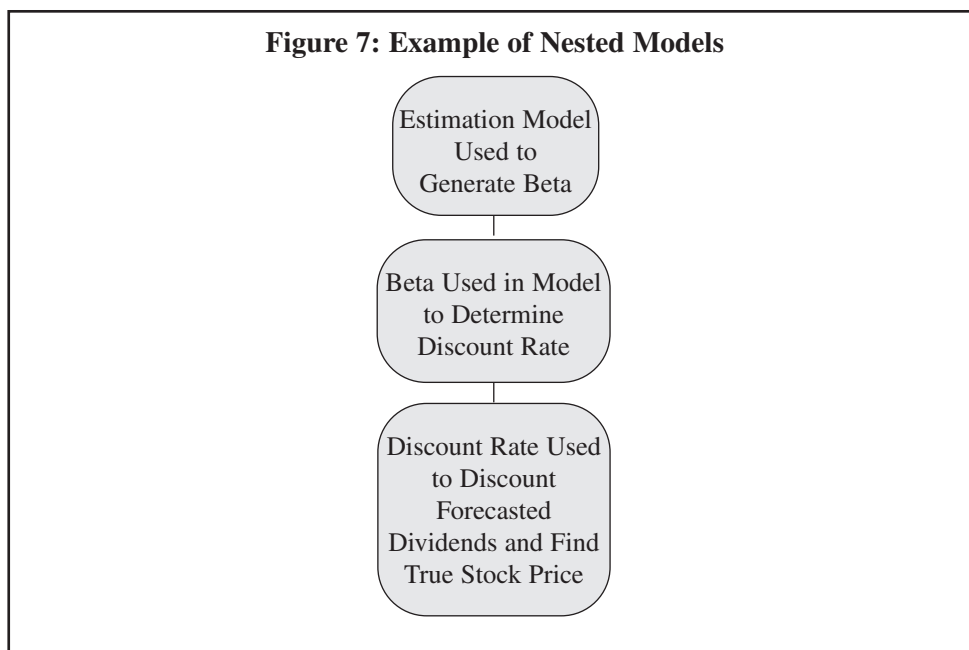 Figure 7: Example of Nested Models
Estimation Model
Used to
Generate Beta
Beta Used in Model
to Determine
Discount Rate
Discount Rate Used
to Discount
Forecasted
Dividends and Find
True Stock Price